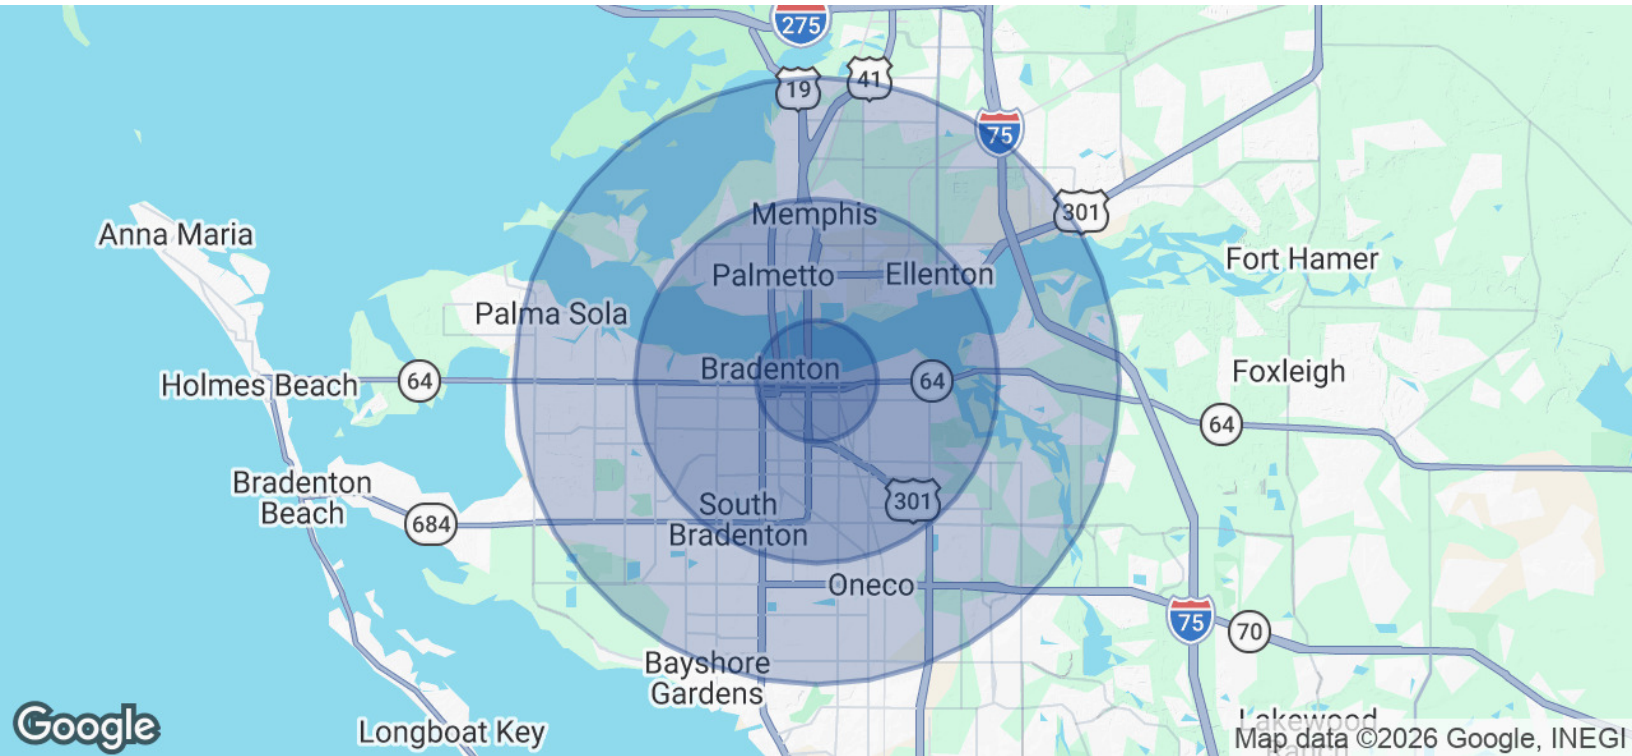 275
19
41
75
301
Memphis
Anna Maria
Palmetto
Ellenton
Fort Hamer
Palma Sola
Bradenton
Foxleigh
Holmes Beach
64
64
64
Bradenton
Beach
684
South
Bradenton
301
Oneco
75
70
Bayshore
Gardens
Longboat Key
Lakewood
Ranch
Google
Map data ©2026 Google, INEGI